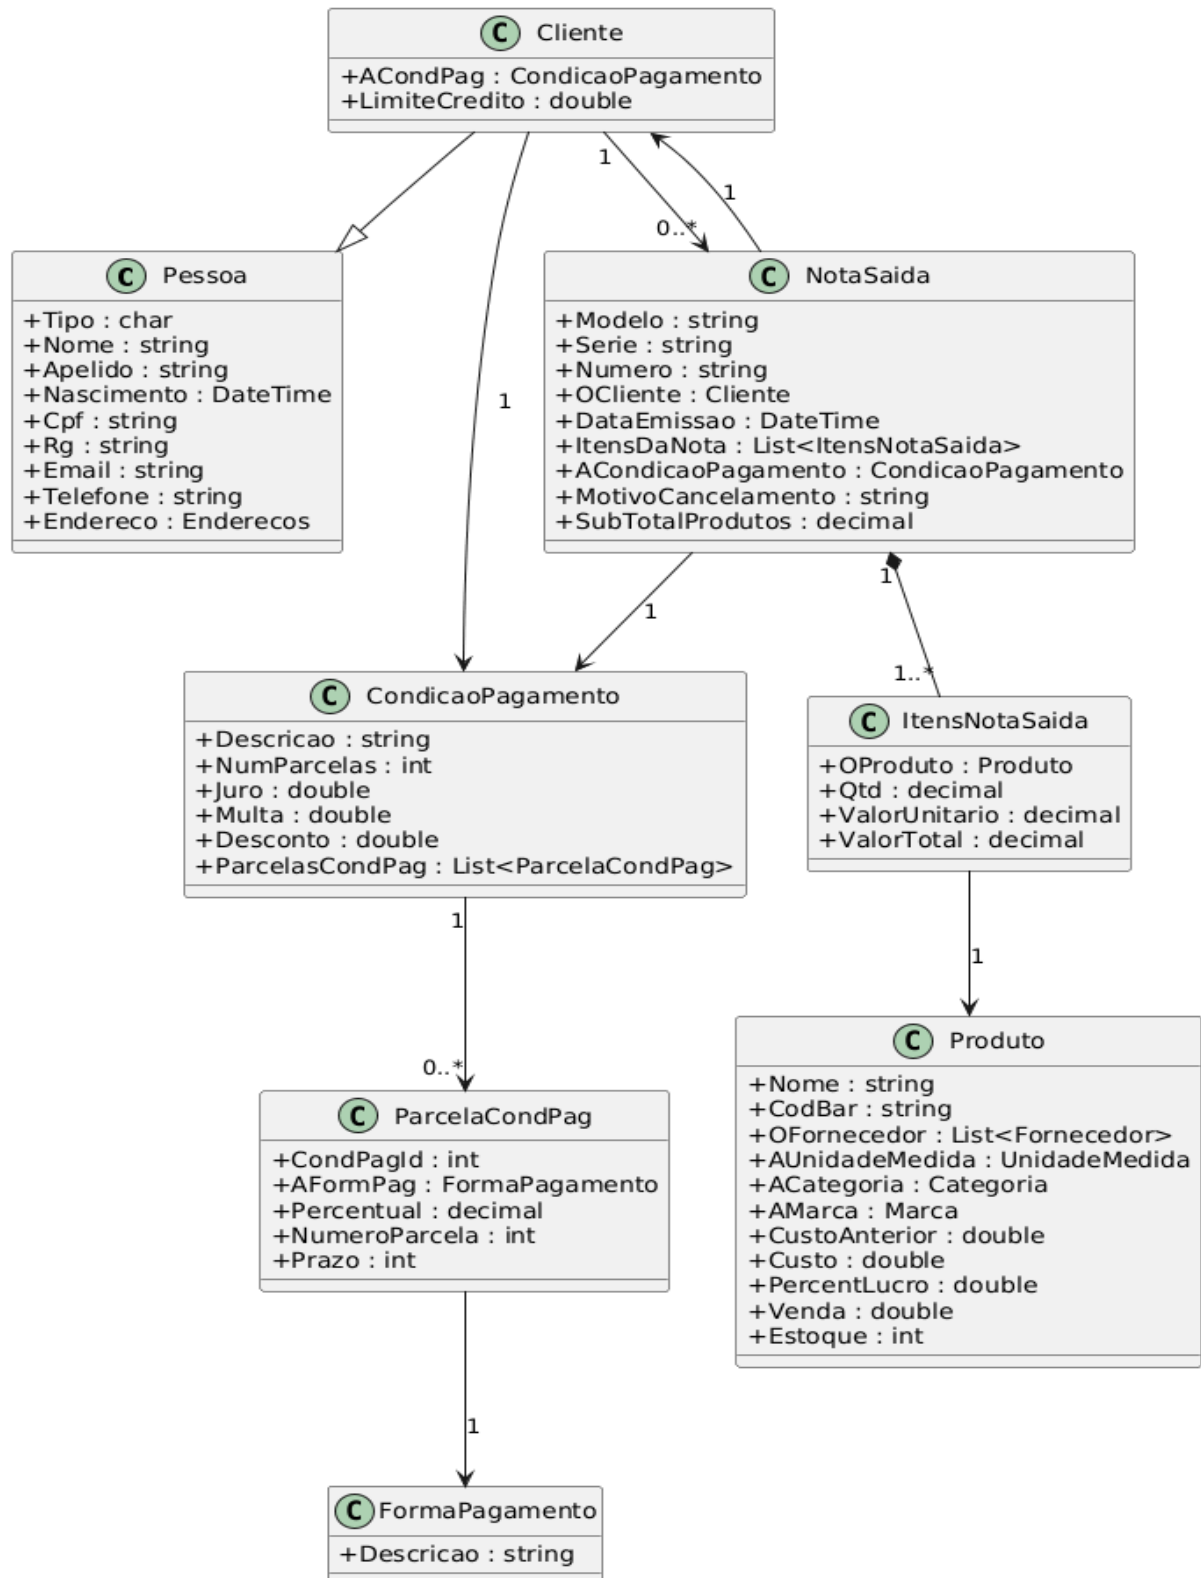 C Cliente
+ACondPag : CondicaoPagamento
+LimiteCredito : double
1
1
0..*
C Pessoa
+Tipo : char
+Nome : string
+Apelido : string
+Nascimento : DateTime
+Cpf : string
+Rg : string
+Email : string
+Telefone : string
+Endereco : Enderecos
1
C NotaSaida
+Modelo : string
+Serie : string
+Numero : string
+OCliente : Cliente
+DataEmissao : DateTime
+ItensDaNota : List<ItensNotaSaida>
+ACondicaoPagamento : CondicaoPagamento
+MotivoCancelamento : string
+SubTotalProdutos : decimal
1
1
1..*
C CondicaoPagamento
+Descricao : string
+NumParcelas : int
+Juro : double
+Multa : double
+Desconto : double
+ParcelasCondPag : List<ParcelaCondPag>
C ItensNotaSaida
+OProduto : Produto
+Qtd : decimal
+ValorUnitario : decimal
+ValorTotal : decimal
1
1
0..*
C ParcelaCondPag
+CondPagId : int
+AFormPag : FormaPagamento
+Percentual : decimal
+NumeroParcela : int
+Prazo : int
C Produto
+Nome : string
+CodBar : string
+OFornecedor : List<Fornecedor>
+AUnidadeMedida : UnidadeMedida
+ACategoria : Categoria
+AMarca : Marca
+CustoAnterior : double
+Custo : double
+PercentLucro : double
+Venda : double
+Estoque : int
1
C FormaPagamento
+Descricao : string